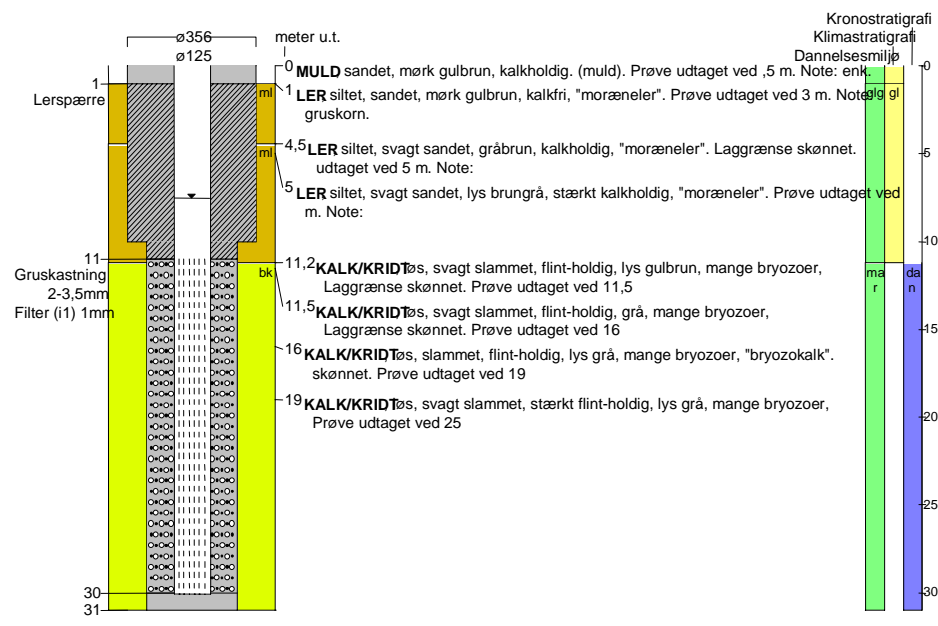 Kronostratigrafi
Klimastratigrafi
Dannelsesmiljø
ø356
ø125
meter u.t.
0
MULD, sandet, mørk gulbrun, kalkholdig. (muld). Prøve udtaget ved ,5 m. Note: enk.
0
1
Lerspærre
ml
1
LER, siltet, sandet, mørk gulbrun, kalkfri, "moræneler". Prøve udtaget ved 3 m. Note:
gruskorn.
glg
gl
4,5
ml
LER, siltet, svagt sandet, gråbrun, kalkholdig, "moræneler". Laggrænse skønnet.
udtaget ved 5 m. Note:
5
5
LER, siltet, svagt sandet, lys brungrå, stærkt kalkholdig, "moræneler". Prøve udtaget ved
m. Note:
10
11
11,2
bk
KALK/KRIDT, løs, svagt slammet, flint-holdig, lys gulbrun, mange bryozoer,
Laggrænse skønnet. Prøve udtaget ved 11,5
ma
r
da
n
Gruskastning
2-3,5mm
Filter (i1) 1mm
11,5
KALK/KRIDT, løs, svagt slammet, flint-holdig, grå, mange bryozoer,
Laggrænse skønnet. Prøve udtaget ved 16
15
16
KALK/KRIDT, løs, slammet, flint-holdig, lys grå, mange bryozoer, "bryozokalk".
skønnet. Prøve udtaget ved 19
19
KALK/KRIDT, løs, svagt slammet, stærkt flint-holdig, lys grå, mange bryozoer,
Prøve udtaget ved 25
20
25
30
31
30